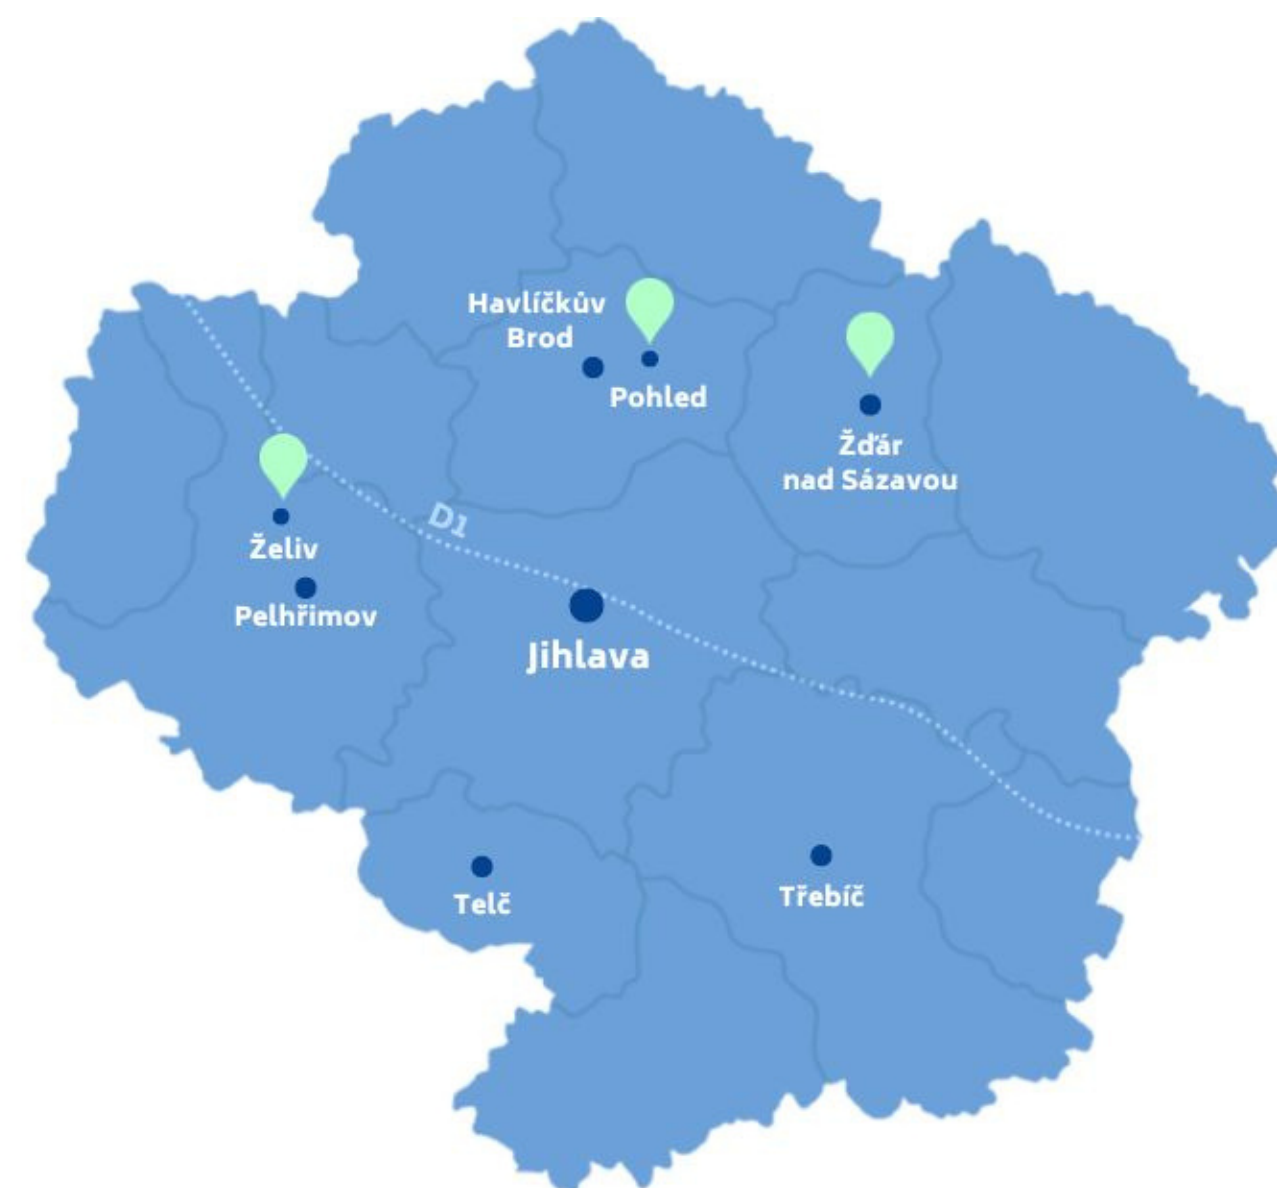 Havlíčkův
Brod
Pohled
Žďár
nad Sázavou
D1
Želiv
Pelhřimov
Jihlava
Telč
Třebíč